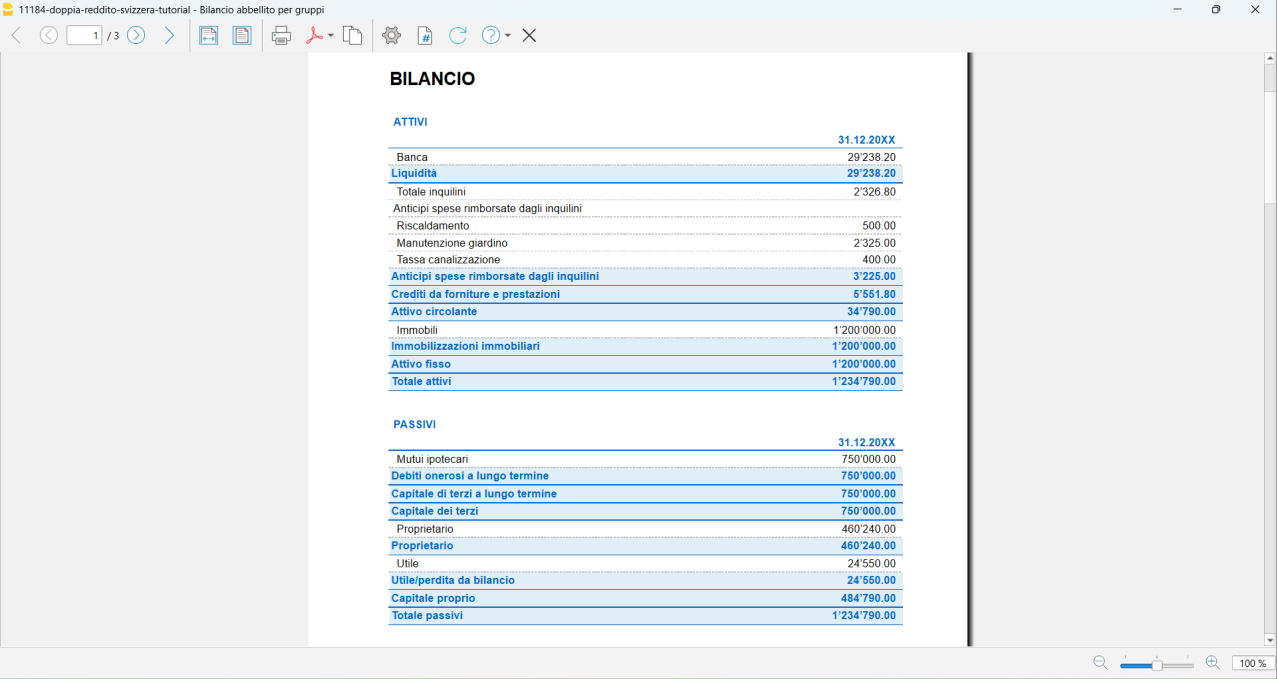 11184-doppia-reddito-svizzera-tutorial - Bilancio abbellito per gruppi
1 / 3
BILANCIO
ATTIVI
31.12.20XX
Banca 29'238.20
Liquidità 29'238.20
Totale inquilini 2'326.80
Anticipi spese rimborsate dagli inquilini
Riscaldamento 500.00
Manutenzione giardino 2'325.00
Tassa canalizzazione 400.00
Anticipi spese rimborsate dagli inquilini 3'225.00
Crediti da forniture e prestazioni 5'551.80
Attivo circolante 34'790.00
Immobili 1'200'000.00
Immobilizzazioni immobiliari 1'200'000.00
Attivo fisso 1'200'000.00
Totale attivi 1'234'790.00
PASSIVI
31.12.20XX
Mutui ipotecari 750'000.00
Debiti onerosi a lungo termine 750'000.00
Capitale di terzi a lungo termine 750'000.00
Capitale dei terzi 750'000.00
Proprietario 460'240.00
Proprietario 460'240.00
Utile 24'550.00
Utile/perdita da bilancio 24'550.00
Capitale proprio 484'790.00
Totale passivi 1'234'790.00
100 %